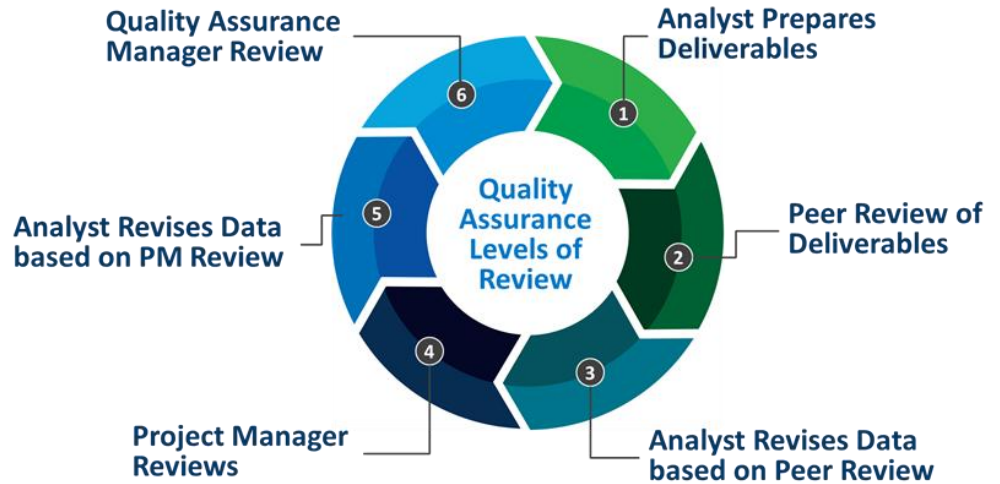 Quality Assurance
Manager Review
6
Analyst Prepares
Deliverables
1
Quality
Assurance
Levels of
Review
Analyst Revises Data
based on PM Review
5
Peer Review of
Deliverables
2
4
3
Project Manager
Reviews
Analyst Revises Data
based on Peer Review